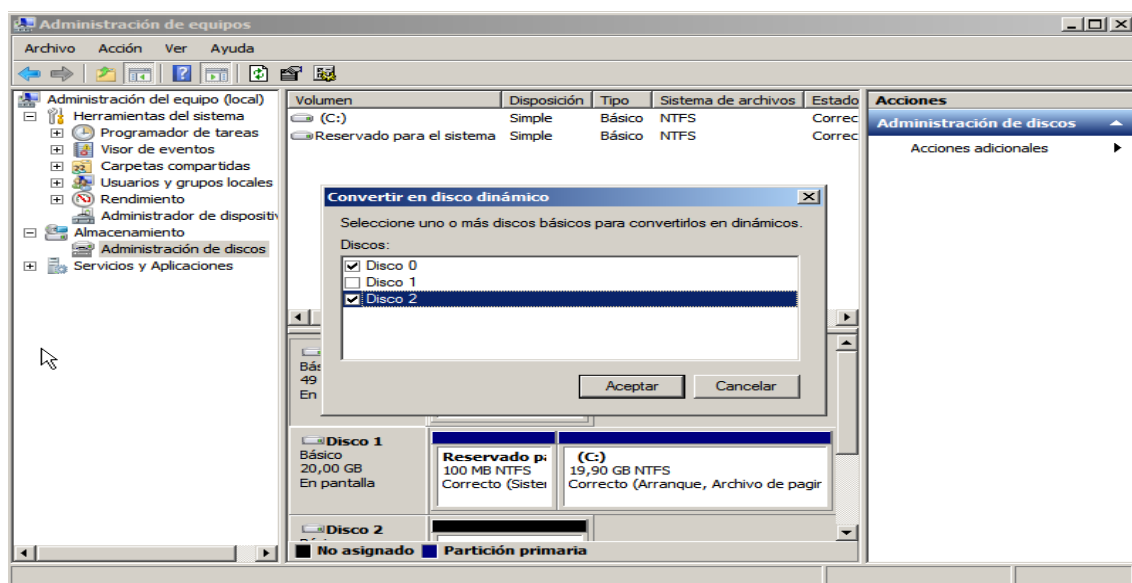 Administración de equipos
Archivo Acción Ver Ayuda
Administración del equipo (local)
Herramientas del sistema
Programador de tareas
Visor de eventos
Carpetas compartidas
Usuarios y grupos locales
Rendimiento
Administrador de dispositiv
Almacenamiento
Administración de discos
Servicios y Aplicaciones
Volumen Disposición Tipo Sistema de archivos Estado
(C:) Simple Básico NTFS Correc
Reservado para el sistema Simple Básico NTFS Correc
Convertir en disco dinámico
Seleccione uno o más discos básicos para convertirlos en dinámicos.
Discos:
Disco 0
Disco 1
Disco 2
Aceptar Cancelar
Bás
49
En
Disco 1
Básico
20,00 GB
En pantalla
Reservado pa
100 MB NTFS
Correcto (Sister
(C:)
19,90 GB NTFS
Correcto (Arranque, Archivo de pagir
Disco 2
No asignado Partición primaria
Acciones
Administración de discos
Acciones adicionales